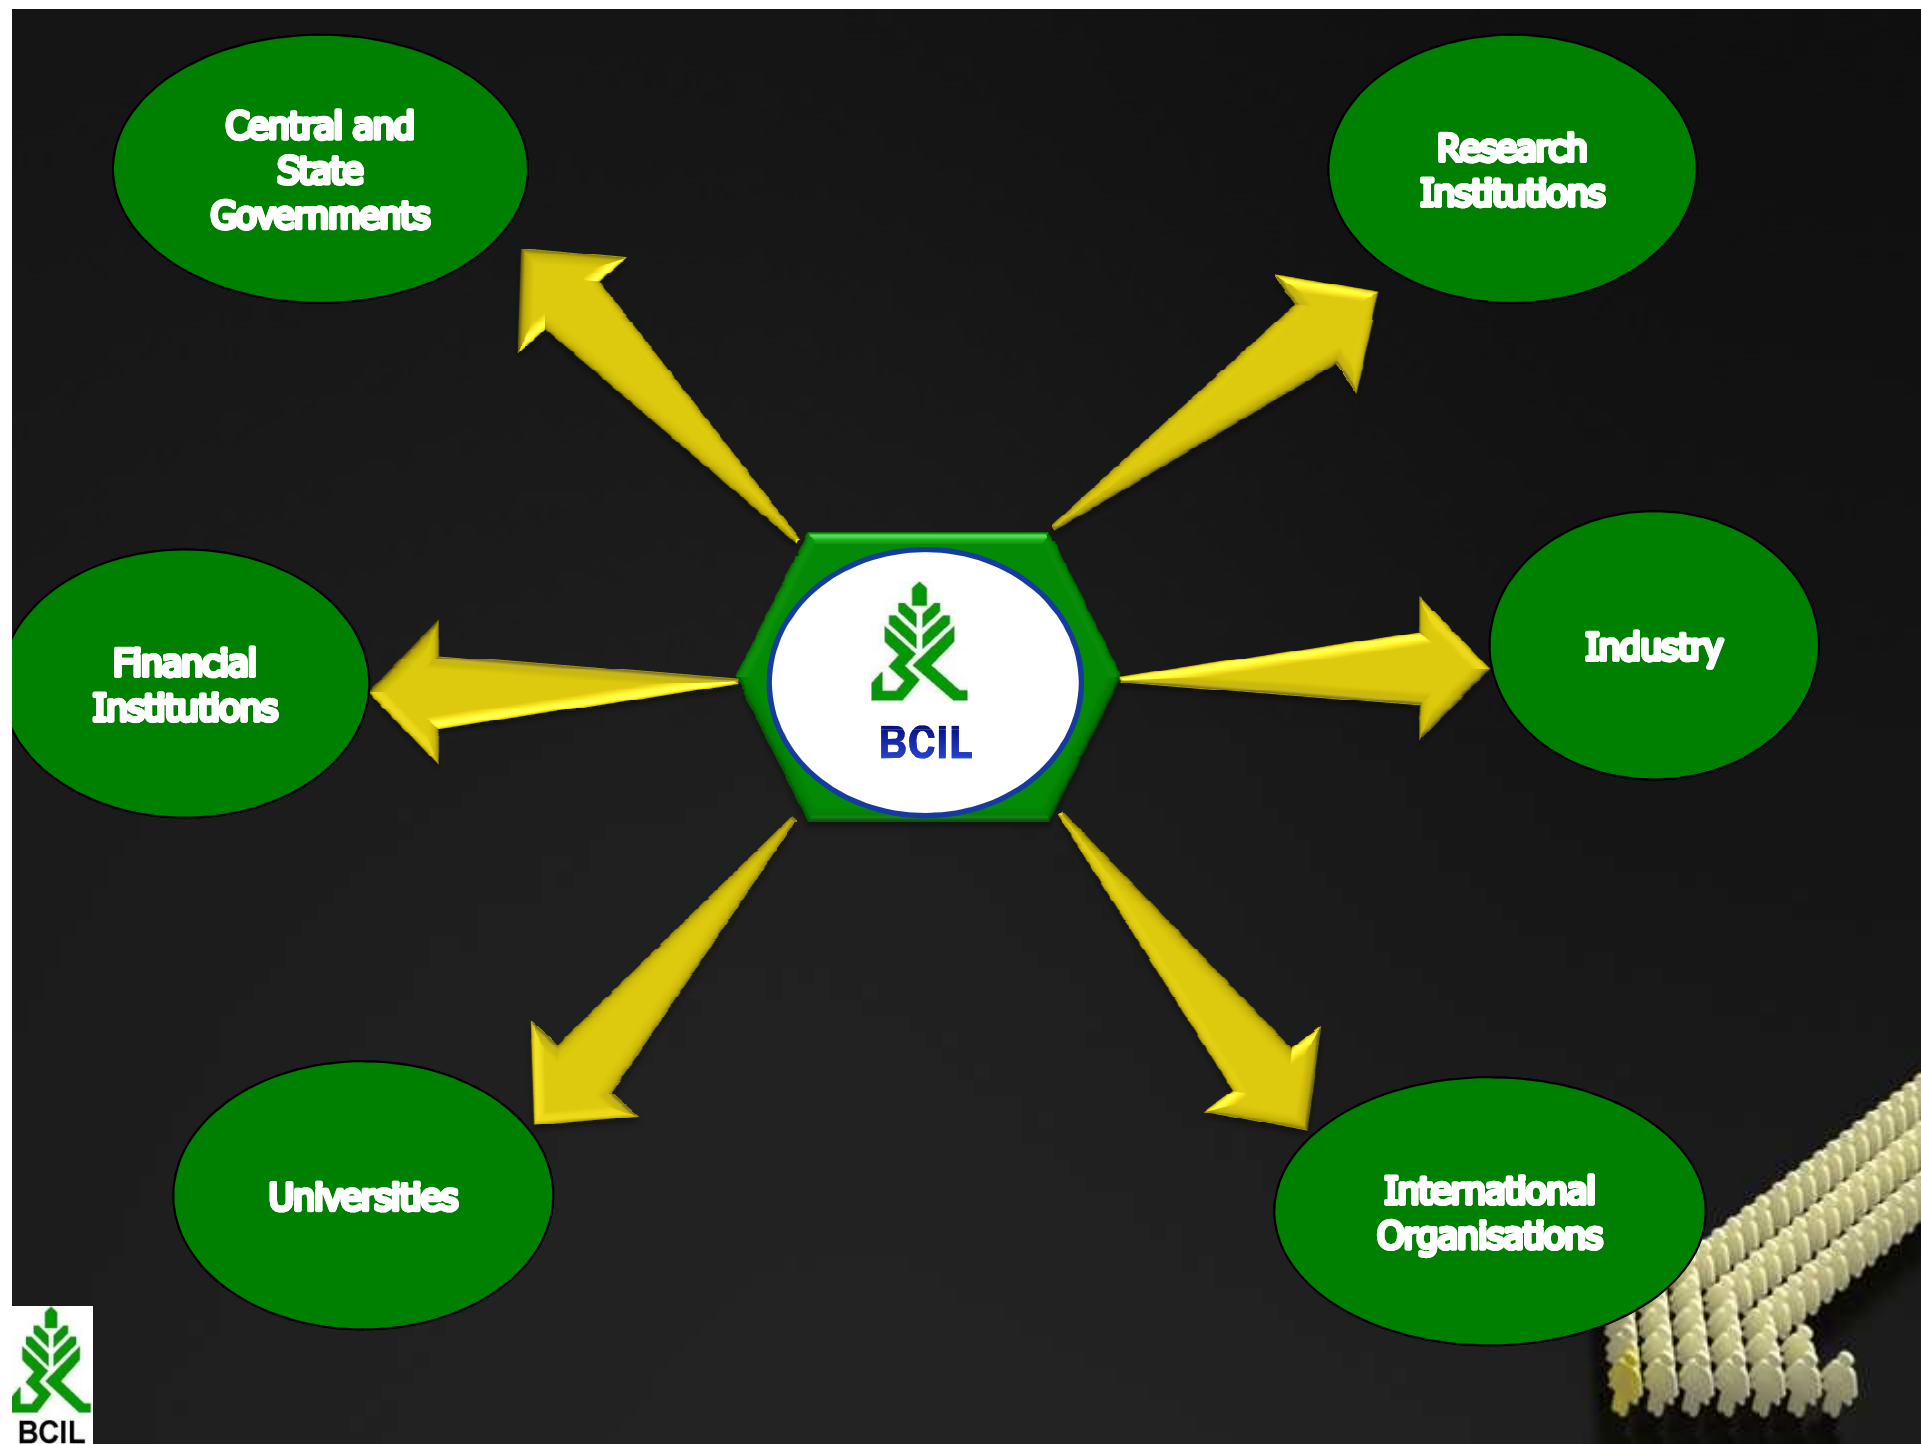 Central and
State
Governments
Research
Institutions
Financial
Institutions
BCIL
Industry
Universities
International
Organisations
BCIL